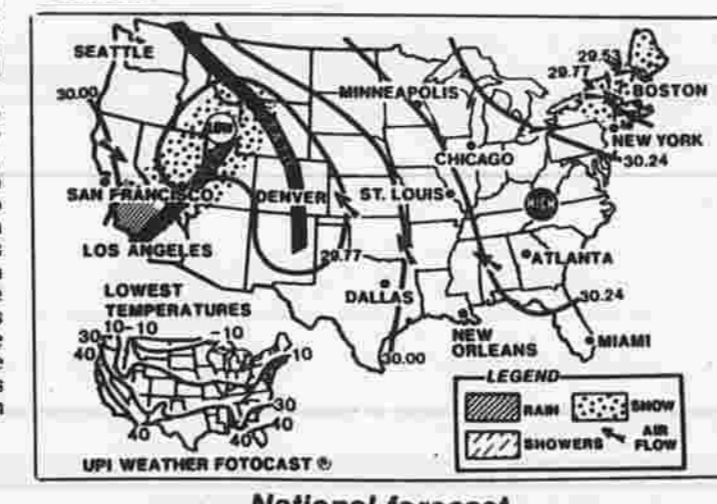 SEATTLE
29.53
29.77
BOSTON
30.00
MINNEAPOLIS
LOW
NEW YORK
30.24
CHICAGO
SAN FRANCISCO
DENVER
ST. LOUIS
HIGH
LOS ANGELES
29.77
ATLANTA
LOWEST
TEMPERATURES
DALLAS
30.24
NEW
ORLEANS
MIAMI
30.00
30 10 -10 -10
40
10
30
40
40 40
LEGEND
RAIN
SNOW
SHOWERS
AIR
FLOW
UPI WEATHER FOTOCAST ®
National forecast